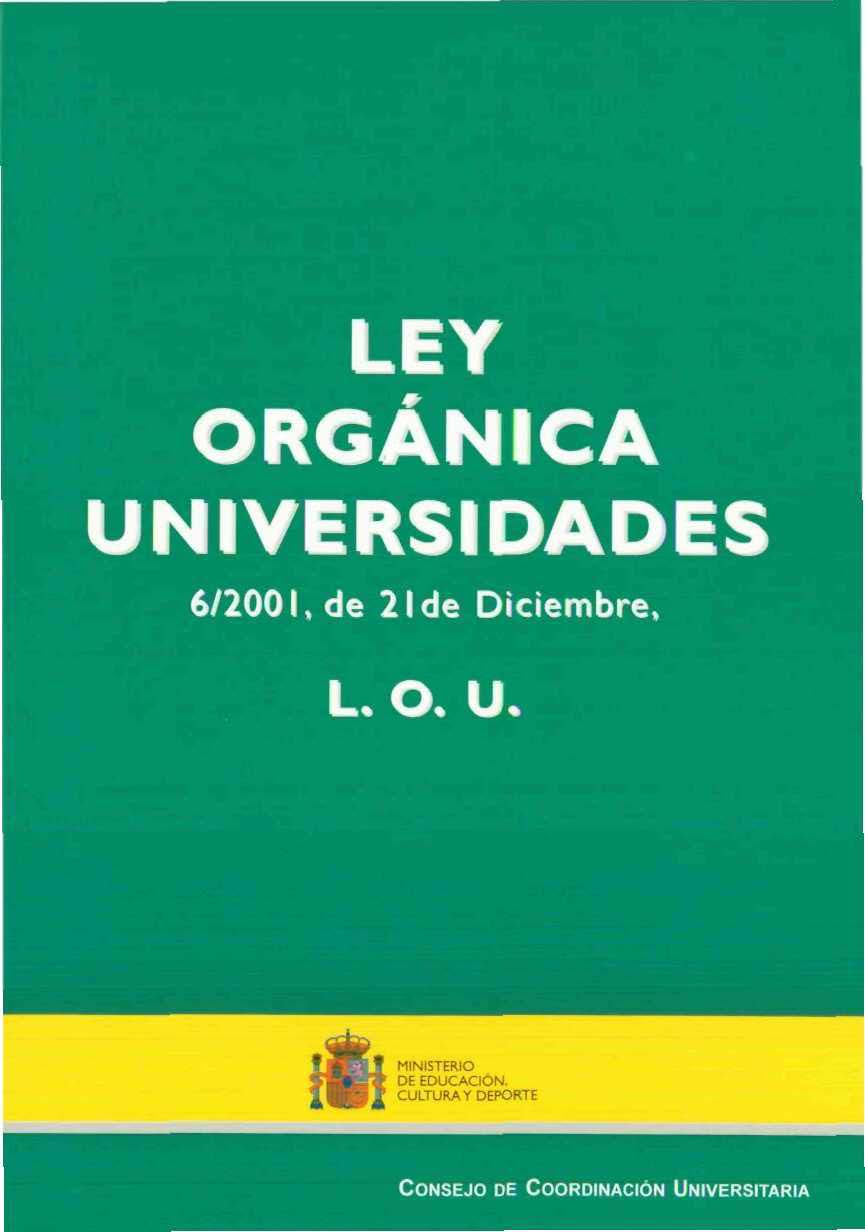 LEY
ORGÁNICA
UNIVERSIDADES
6/2001, de 21de Diciembre,
L. O. U.
MINISTERIO
DE EDUCACIÓN,
CULTURA Y DEPORTE
CONSEJO DE COORDINACIÓN UNIVERSITARIA